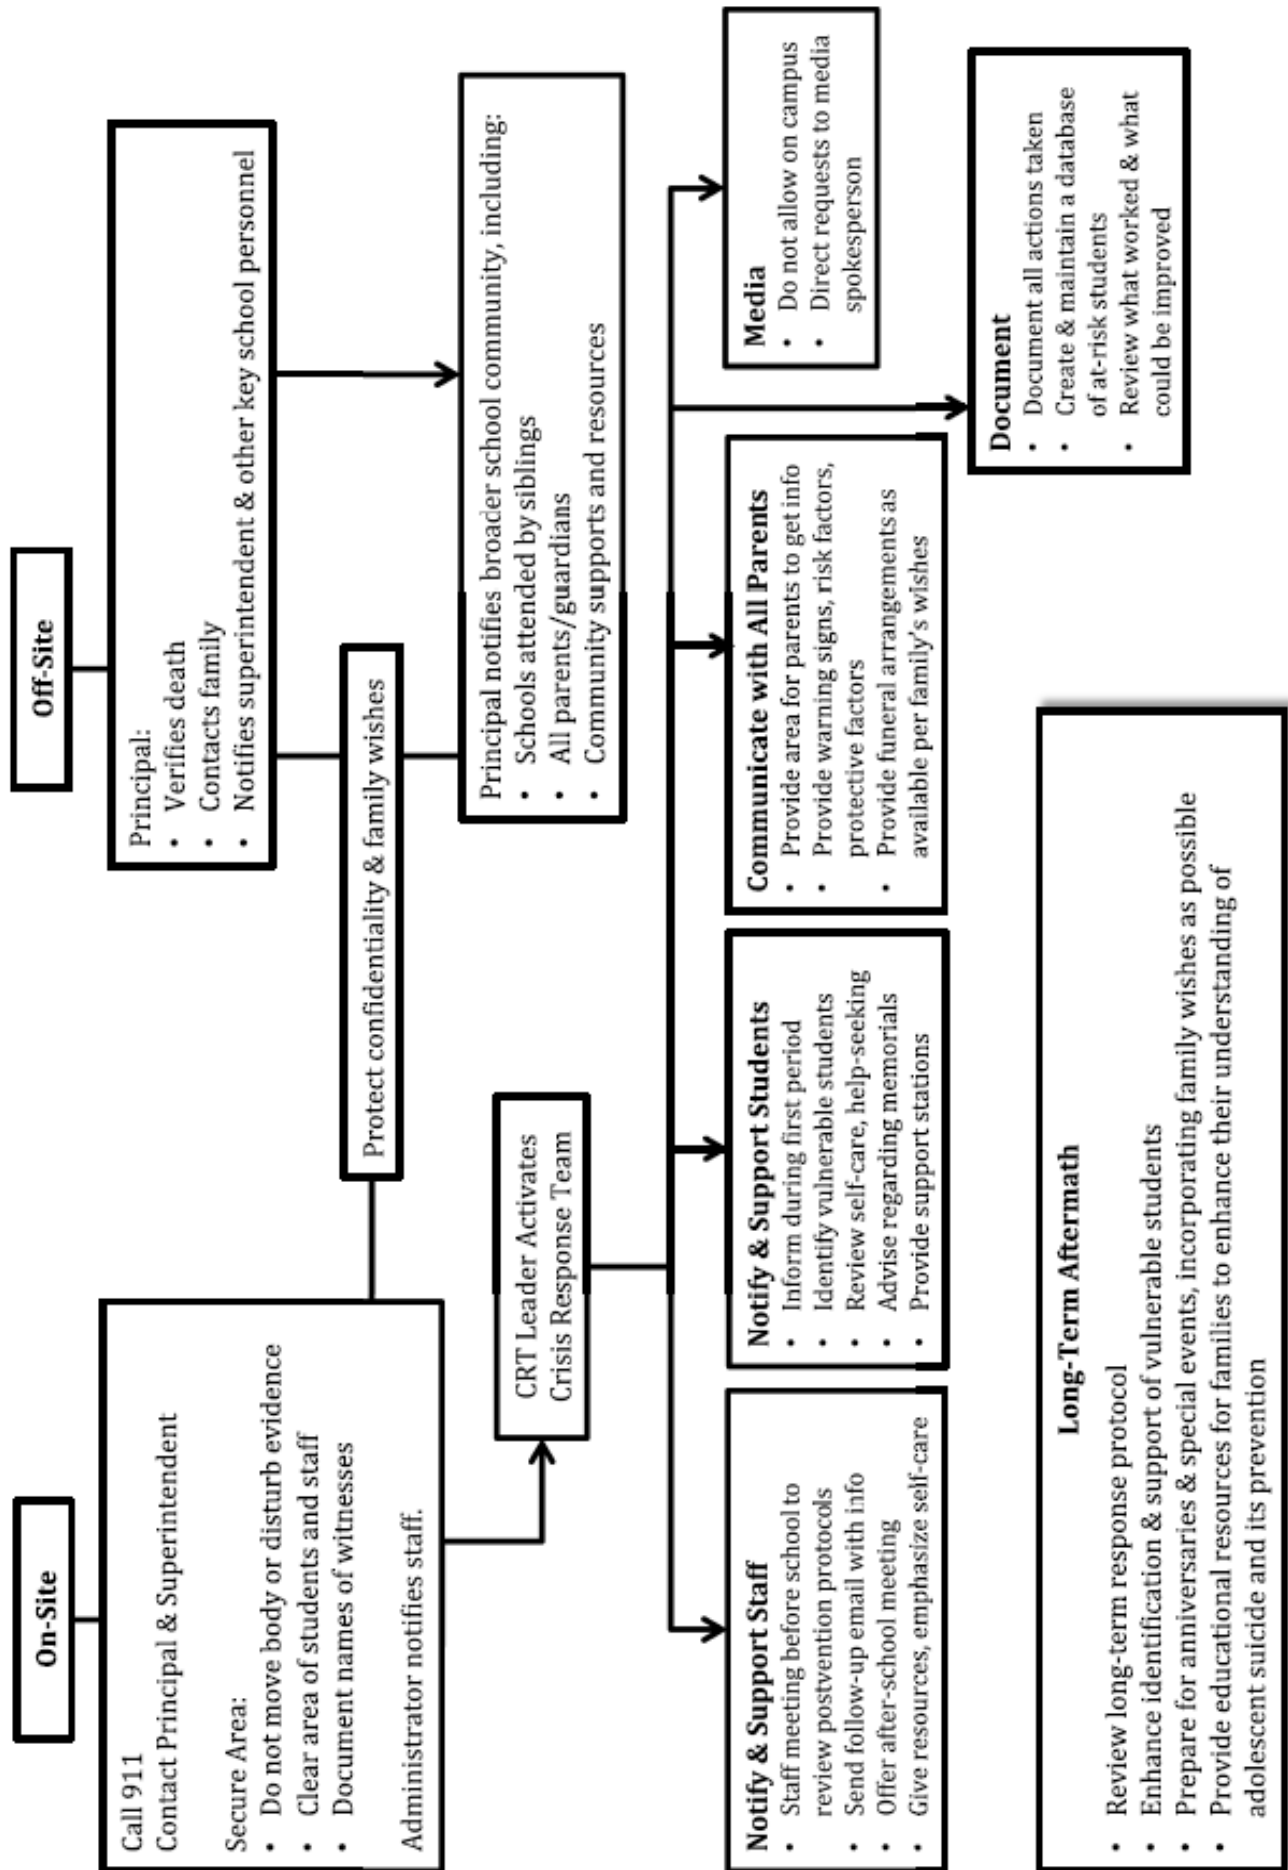 On-Site
Off-Site
Call 911
Contact Principal & Superintendent
Secure Area:
• Do not move body or disturb evidence
• Clear area of students and staff
• Document names of witnesses
Administrator notifies staff.
Principal:
• Verifies death
• Contacts family
• Notifies superintendent & other key school personnel
Protect confidentiality & family wishes
Principal notifies broader school community, including:
• Schools attended by siblings
• All parents/guardians
• Community supports and resources
CRT Leader Activates
Crisis Response Team
Notify & Support Staff
• Staff meeting before school to
review postvention protocols
• Send follow-up email with info
• Offer after-school meeting
• Give resources, emphasize self-care
Notify & Support Students
• Inform during first period
• Identify vulnerable students
• Review self-care, help-seeking
• Advise regarding memorials
• Provide support stations
Communicate with All Parents
• Provide area for parents to get info
• Provide warning signs, risk factors,
protective factors
• Provide funeral arrangements as
available per family's wishes
Media
• Do not allow on campus
• Direct requests to media
spokesperson
Document
• Document all actions taken
• Create & maintain a database
of at-risk students
• Review what worked & what
could be improved
Long-Term Aftermath
• Review long-term response protocol
• Enhance identification & support of vulnerable students
• Prepare for anniversaries & special events, incorporating family wishes as possible
• Provide educational resources for families to enhance their understanding of
adolescent suicide and its prevention